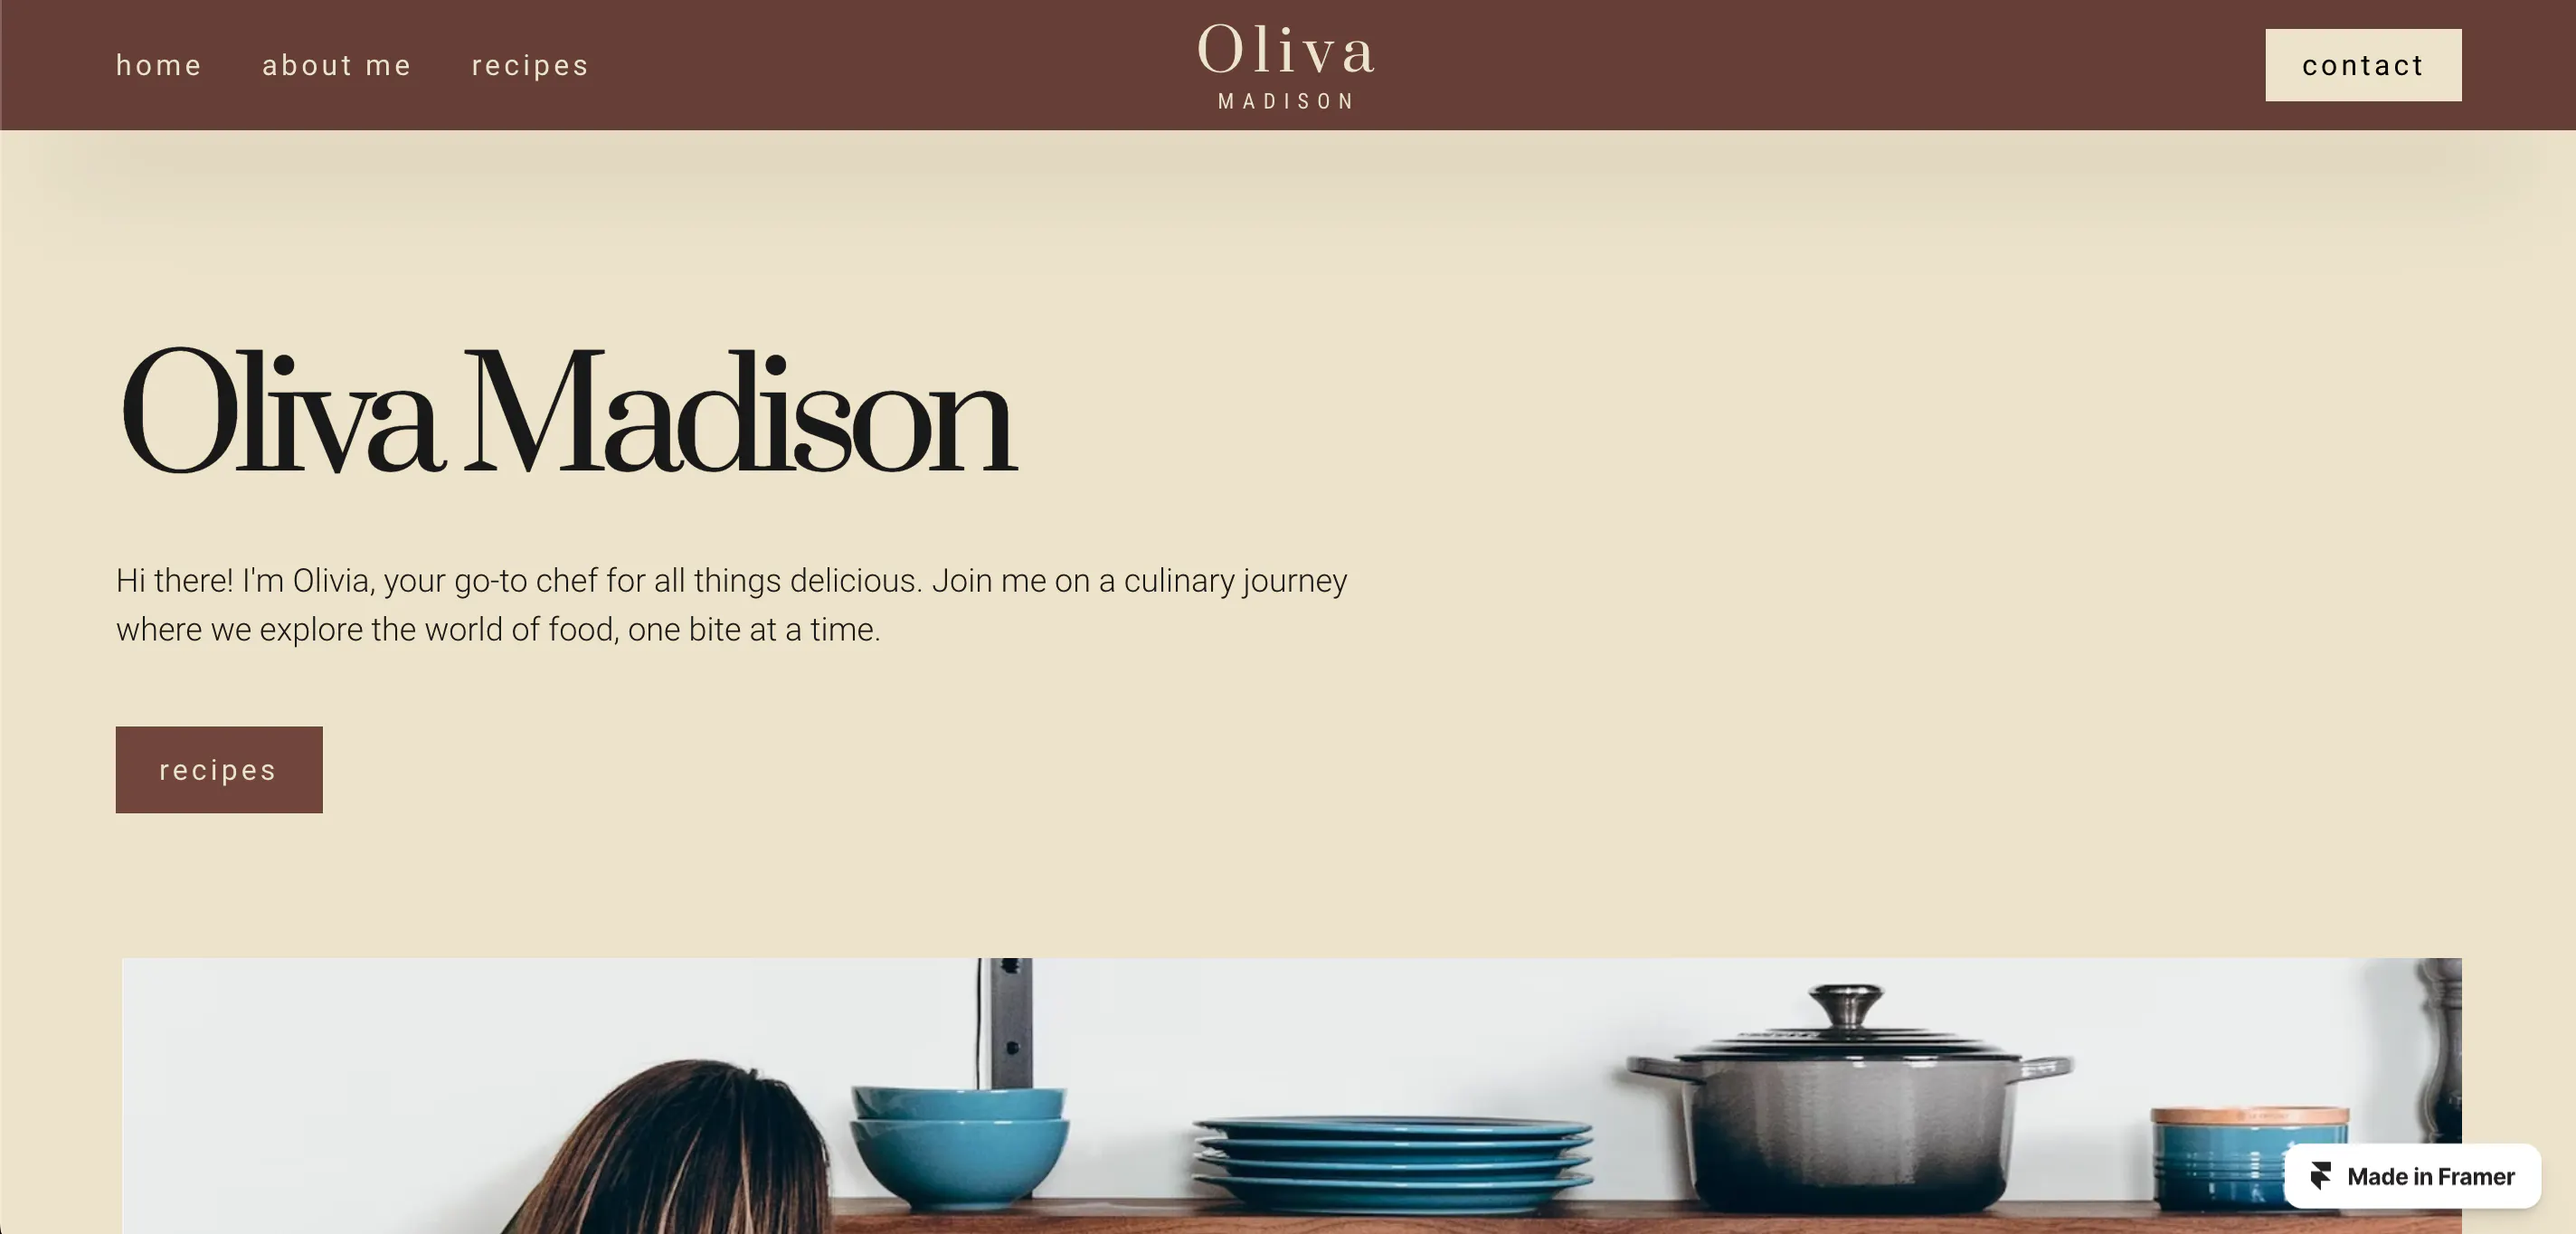 home
about me
recipes
Oliva
MADISON
contact
Oliva Madison
Hi there! I'm Olivia, your go-to chef for all things delicious. Join me on a culinary journey
where we explore the world of food, one bite at a time.
recipes
Made in Framer